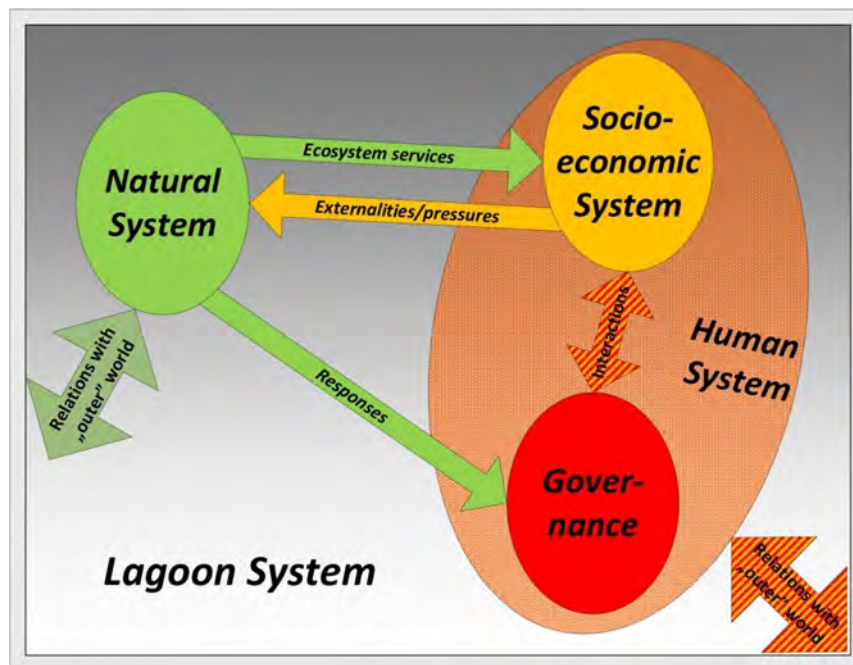 Natural
System
Ecosystem services
Externalities/pressures
Socio-
economic
System
Interactions
Human
System
Relations with
„outer” world
Responses
Gover-
nance
Lagoon System
Relations with
„outer” world